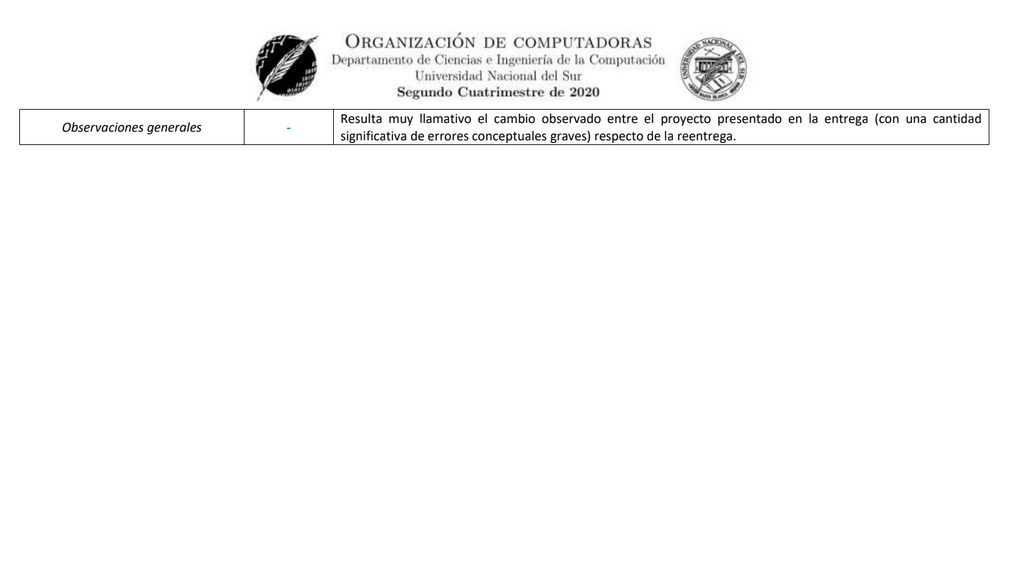 ORGANIZACIÓN DE COMPUTADORAS
Departamento de Ciencias e Ingeniería de la Computación
Universidad Nacional del Sur
Segundo Cuatrimestre de 2020
Observaciones generales
-
Resulta muy llamativo el cambio observado entre el proyecto presentado en la entrega (con una cantidad
significativa de errores conceptuales graves) respecto de la reentrega.